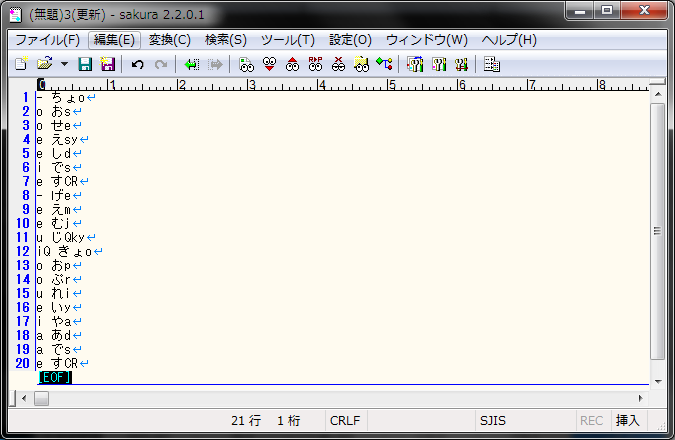 (無題)3(更新) - sakura 2.2.0.1
ファイル(F) 編集(E) 変換(C) 検索(S) ツール(T) 設定(O) ウィンドウ(W) ヘルプ(H)
0 1 2 3 4 5 6 7 8
1 - ちょo↵
2 o おs↵
3 o せe↵
4 e えsy↵
5 e しd↵
6 i でs↵
7 e すCR↵
8 - げe↵
9 e えm↵
10 e むj↵
11 u じQky↵
12 iQ きょo↵
13 o おp↵
14 o ぷr↵
15 u れi↵
16 e いy↵
17 i やa↵
18 a あd↵
19 a でs↵
20 e すCR↵
[EOF]
21 行 1 桁 CRLF SJIS REC 挿入